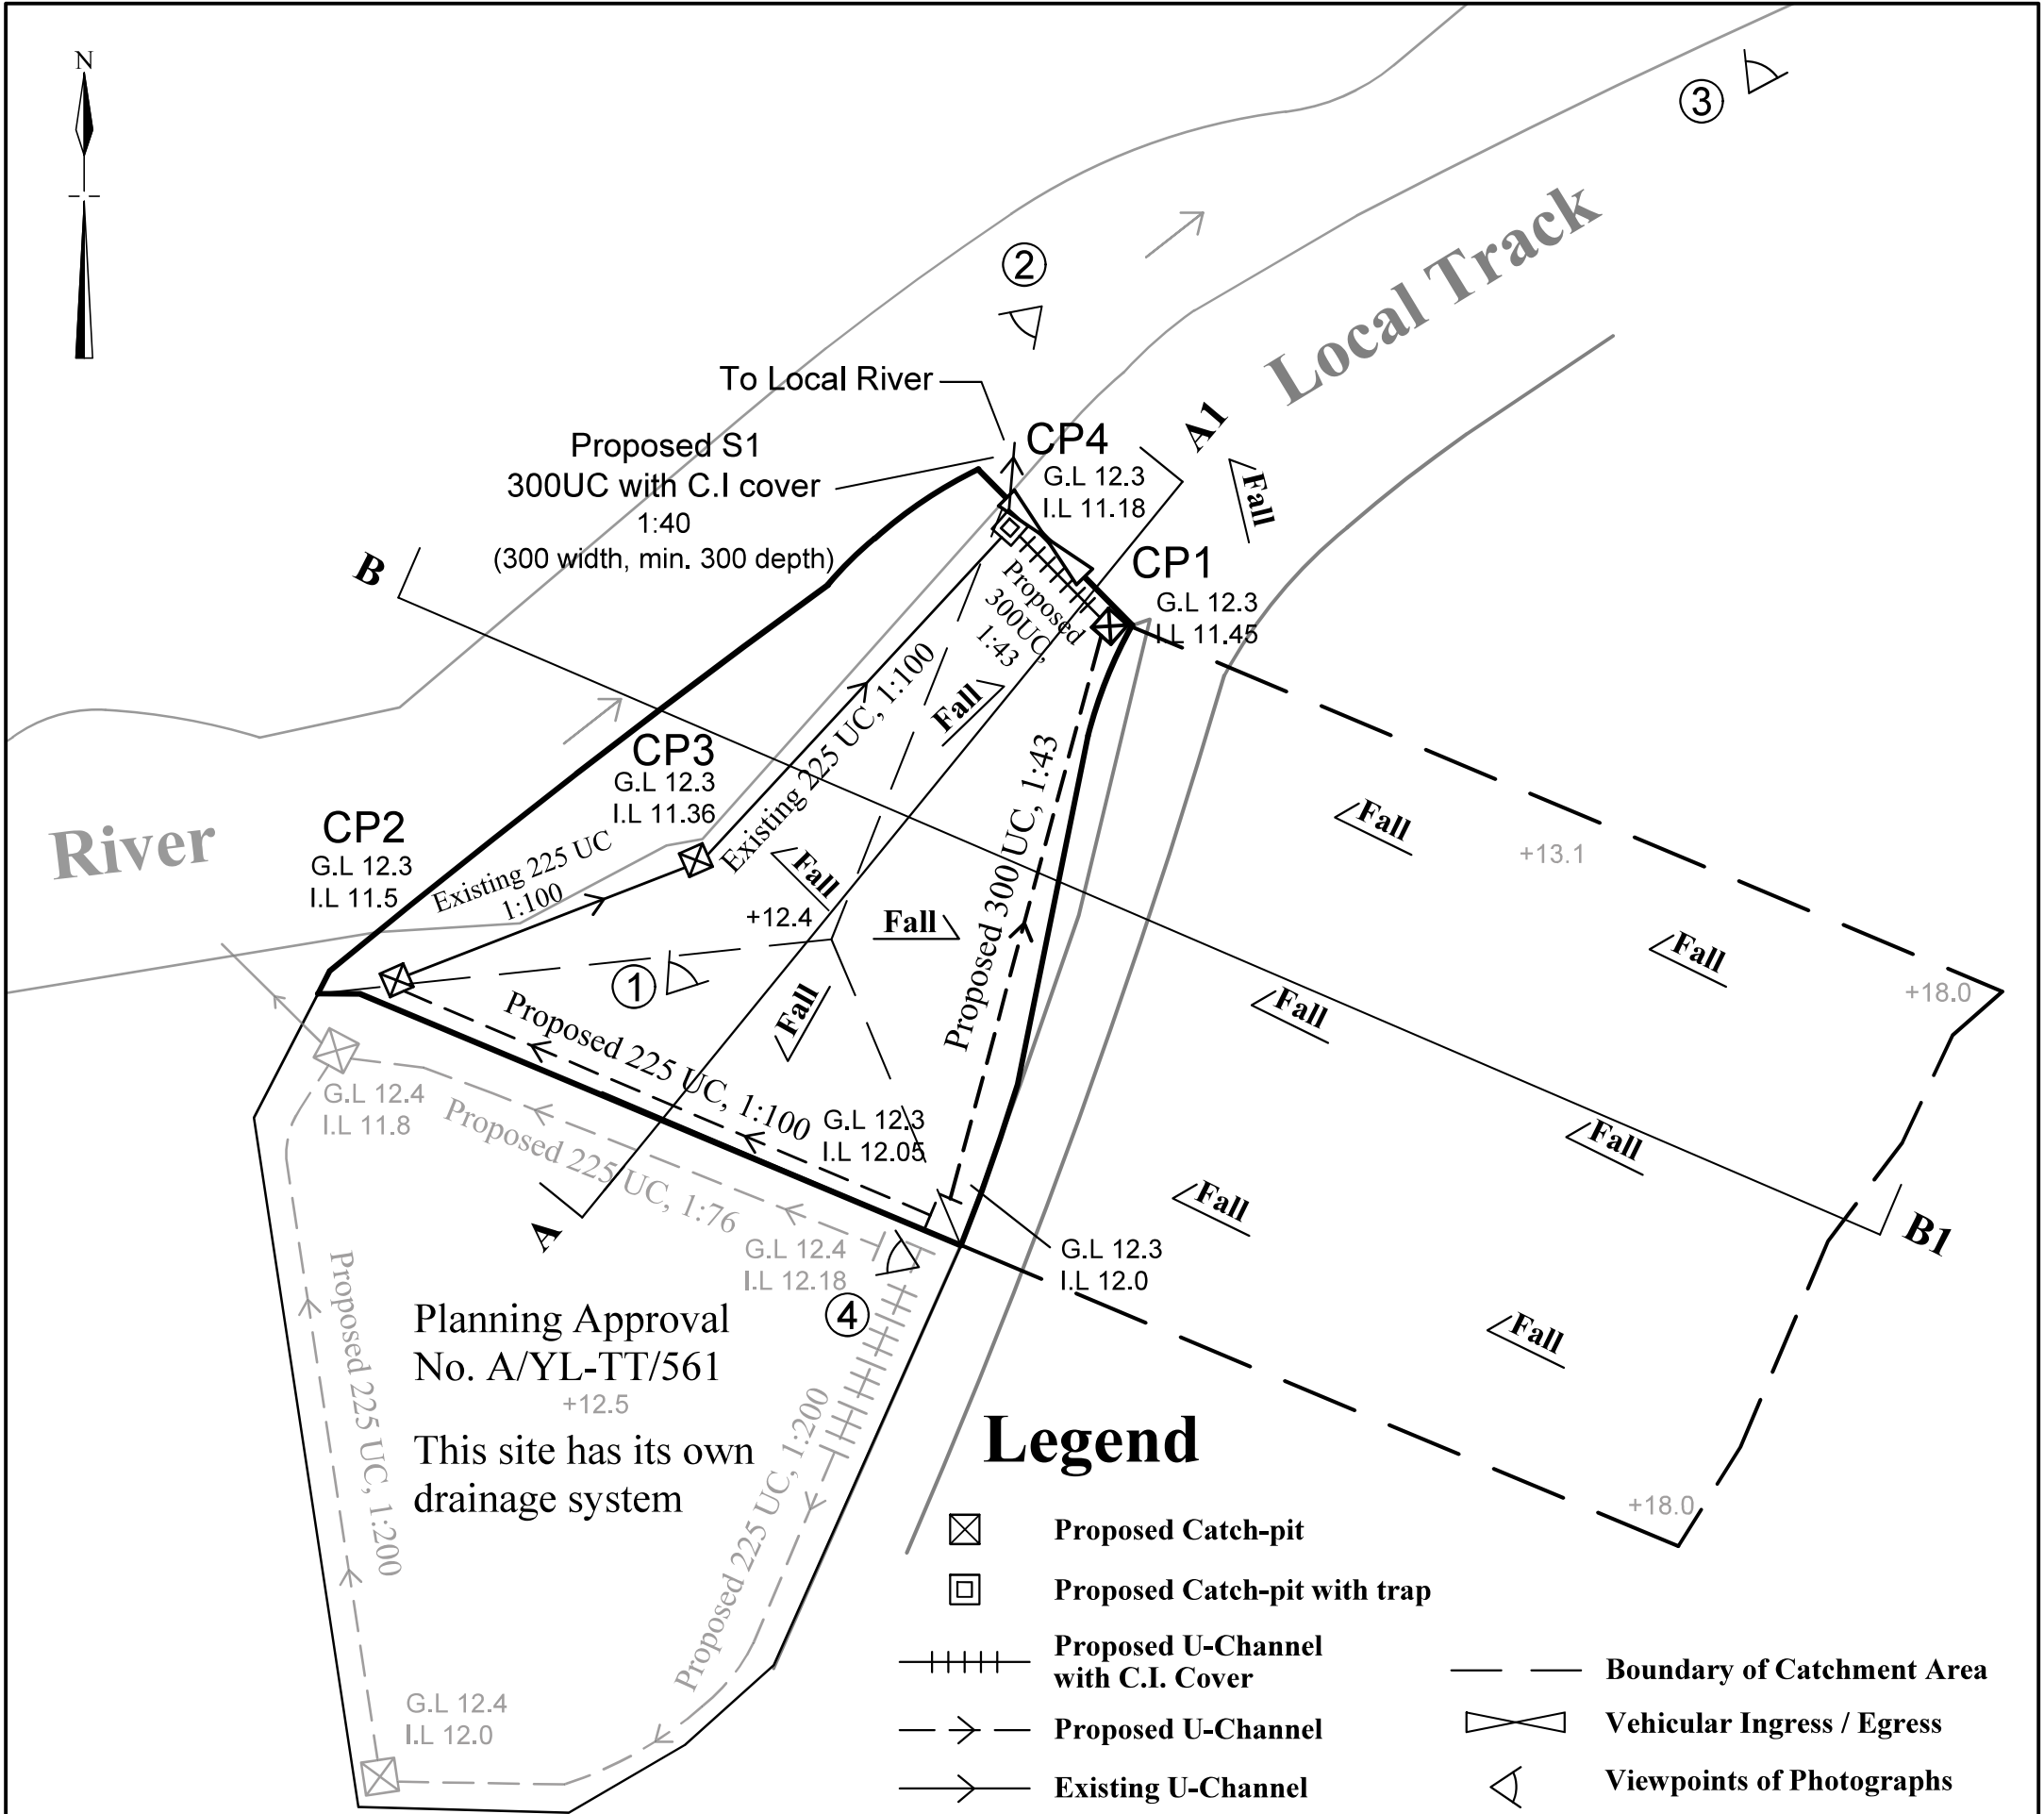 N
3
2
Local Track
To Local River
CP4
G.L 12.3
I.L 11.18
A1
Fall
Proposed S1
300UC with C.I cover
1:40
(300 width, min. 300 depth)
B
CP1
G.L 12.3
I.L 11.45
Proposed
300UC,
1:43
Fall
Existing 225 UC, 1:100
CP3
G.L 12.3
I.L 11.36
Proposed 300 UC, 1:43
River
CP2
G.L 12.3
I.L 11.5
Existing 225 UC
1:100
Fall
+12.4
Fall
Fall
+13.1
Fall
+18.0
Fall
1
Fall
Proposed 225 UC, 1:100
G.L 12.3
I.L 12.05
G.L 12.4
I.L 11.8
Proposed 225 UC, 1:76
A
Fall
Fall
B1
G.L 12.4
I.L 12.18
G.L 12.3
I.L 12.0
4
Fall
+18.0
Proposed 225 UC, 1:200
Planning Approval
No. A/YL-TT/561
+12.5
This site has its own
drainage system
Proposed 225 UC, 1:200
G.L 12.4
I.L 12.0
Legend
Proposed Catch-pit
Proposed Catch-pit with trap
Proposed U-Channel
with C.I. Cover
Proposed U-Channel
Existing U-Channel
Boundary of Catchment Area
Vehicular Ingress / Egress
Viewpoints of Photographs